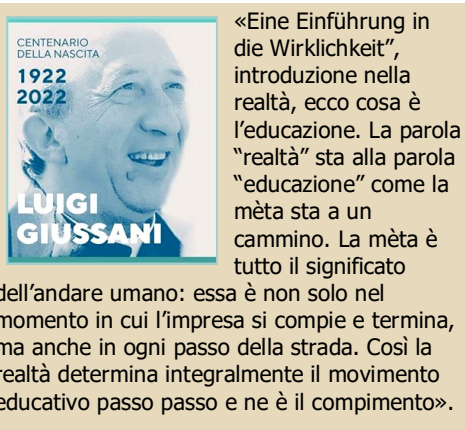 CENTENARIO
DELLA NASCITA
1922
2022
LUIGI
GIUSSANI
«Eine Einführung in
die Wirklichkeit”,
introduzione nella
realtà, ecco cosa è
l’educazione. La parola
“realtà” sta alla parola
“educazione” come la
mèta sta a un
cammino. La mèta è
tutto il significato
dell’andare umano: essa è non solo nel
momento in cui l’impresa si compie e termina,
ma anche in ogni passo della strada. Così la
realtà determina integralmente il movimento
educativo passo passo e ne è il compimento».